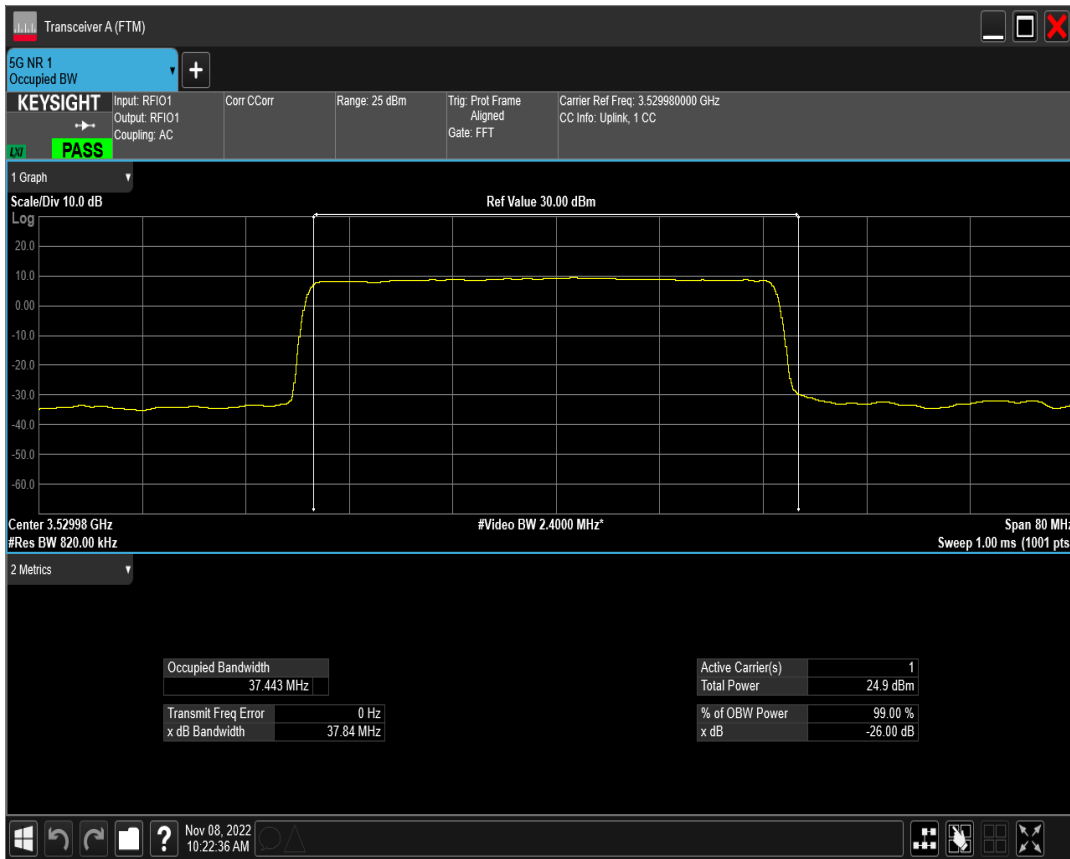 Transceiver A (FTM)
5G NR 1
Occupied BW
+
KEYSIGHT
LXI
PASS
Input: RFIO1
Output: RFIO1
Coupling: AC
Corr CCorr
Range: 25 dBm
Trig: Prot Frame
Aligned
Gate: FFT
Carrier Ref Freq: 3.529980000 GHz
CC Info: Uplink, 1 CC
1 Graph
Scale/Div 10.0 dB
Ref Value 30.00 dBm
Log
20.0
10.0
0.00
-10.0
-20.0
-30.0
-40.0
-50.0
-60.0
Center 3.52998 GHz
#Video BW 2.4000 MHz*
Span 80 MHz
#Res BW 820.00 kHz
Sweep 1.00 ms (1001 pts
2 Metrics
Occupied Bandwidth
37.443 MHz
Transmit Freq Error 0 Hz
x dB Bandwidth 37.84 MHz
Active Carrier(s) 1
Total Power 24.9 dBm
% of OBW Power 99.00 %
x dB -26.00 dB
?
Nov 08, 2022
10:22:36 AM